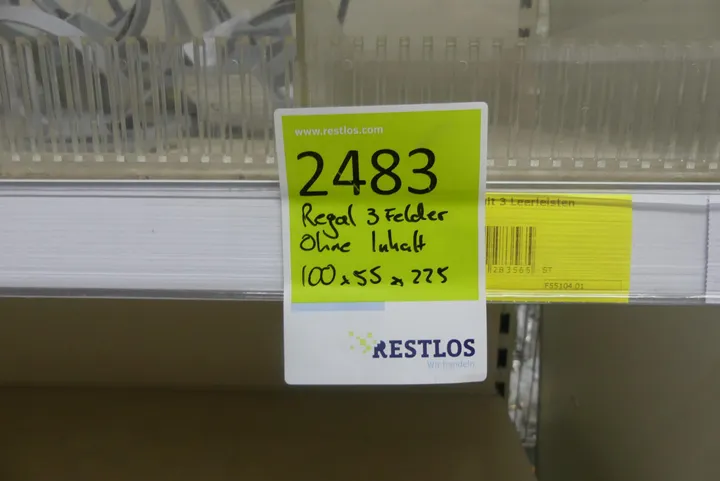 www.restlos.com
2483
Regal 3 Felder
Ohne Inhalt
100 x 55 x 225
RESTLOS
Wir handeln
3 Leerleisten
ST
F55104.01